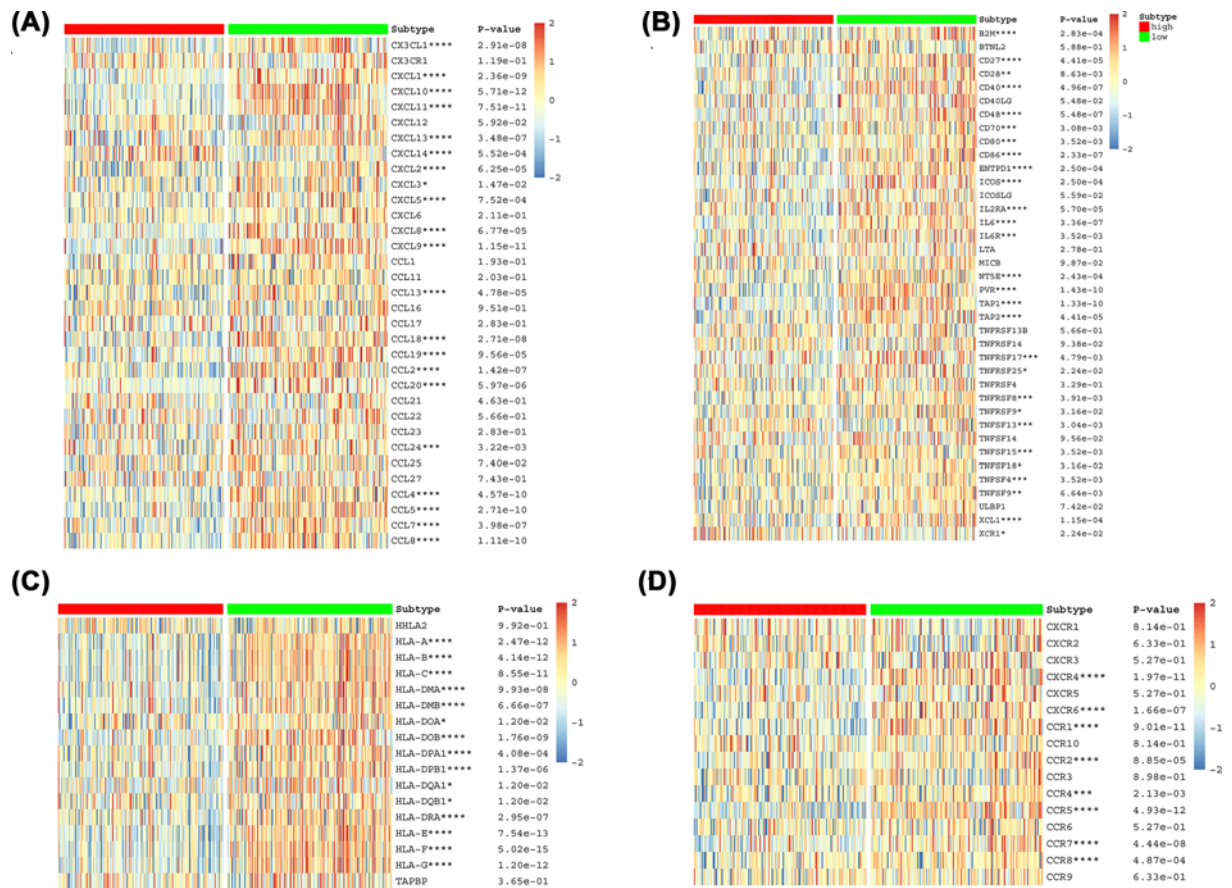 (A)
Subtype P-value
CX3CL1**** 2.91e-08
CX3CR1 1.19e-01
CXCL1**** 2.36e-09
CXCL10**** 5.71e-12
CXCL11**** 7.51e-11
CXCL12 5.92e-02
CXCL13**** 3.48e-07
CXCL14**** 5.52e-04
CXCL2**** 6.25e-05
CXCL3* 1.47e-02
CXCL5**** 7.52e-04
CXCL6 2.11e-01
CXCL8**** 6.77e-05
CXCL9**** 1.15e-11
CCL1 1.93e-01
CCL11 2.03e-01
CCL13**** 4.78e-05
CCL16 9.51e-01
CCL17 2.83e-01
CCL18**** 2.71e-08
CCL19**** 9.56e-05
CCL2**** 1.42e-07
CCL20**** 5.97e-06
CCL21 4.63e-01
CCL22 5.66e-01
CCL23 2.83e-01
CCL24*** 3.22e-03
CCL25 7.40e-02
CCL27 7.43e-01
CCL4**** 4.57e-10
CCL5**** 2.71e-10
CCL7**** 3.98e-07
CCL8**** 1.11e-10
2
1
0
-1
-2
(B)
Subtype P-value
B2M**** 2.83e-04
BTNL2 5.88e-01
CD27**** 4.41e-05
CD28** 8.63e-03
CD40**** 4.96e-07
CD40LG 5.48e-02
CD48**** 5.48e-07
CD70*** 3.08e-03
CD80*** 3.52e-03
CD86**** 2.33e-07
ENTPD1**** 2.50e-04
ICOS**** 2.50e-04
ICOSLG 5.59e-02
IL2RA**** 5.70e-05
IL6**** 3.36e-07
IL6R*** 3.52e-03
LTA 2.78e-01
MICB 9.87e-02
NT5E**** 2.43e-04
PVR**** 1.43e-10
TAP1**** 1.33e-10
TAP2**** 4.41e-05
TNFRSF13B 5.66e-01
TNFRSF14 9.38e-02
TNFRSF17*** 4.79e-03
TNFRSF25* 2.24e-02
TNFRSF4 3.29e-01
TNFRSF8*** 3.91e-03
TNFRSF9* 3.16e-02
TNFSF13*** 3.04e-03
TNFSF14 9.56e-02
TNFSF15*** 3.52e-03
TNFSF18* 3.16e-02
TNFSF4*** 3.52e-03
TNFSF9** 6.64e-03
ULBP1 7.42e-02
XCL1**** 1.15e-04
XCR1* 2.24e-02
2
1
0
-1
-2
Subtype
high
low
(C)
Subtype P-value
HHLA2 9.92e-01
HLA-A**** 2.47e-12
HLA-B**** 4.14e-12
HLA-C**** 8.55e-11
HLA-DMA**** 9.93e-08
HLA-DMB**** 6.66e-07
HLA-DOA* 1.20e-02
HLA-DOB**** 1.76e-09
HLA-DPA1**** 4.08e-04
HLA-DPB1**** 1.37e-06
HLA-DQA1* 1.20e-02
HLA-DQB1* 1.20e-02
HLA-DRA**** 2.95e-07
HLA-E**** 7.54e-13
HLA-F**** 5.02e-15
HLA-G**** 1.20e-12
TAPBP 3.65e-01
2
1
0
-1
-2
(D)
Subtype P-value
CXCR1 8.14e-01
CXCR2 6.33e-01
CXCR3 5.27e-01
CXCR4**** 1.97e-11
CXCR5 5.27e-01
CXCR6**** 1.66e-07
CCR1**** 9.01e-11
CCR10 8.14e-01
CCR2**** 8.85e-05
CCR3 8.98e-01
CCR4*** 2.13e-03
CCR5**** 4.93e-12
CCR6 5.27e-01
CCR7**** 4.44e-08
CCR8**** 4.87e-04
CCR9 6.33e-01
2
1
0
-1
-2